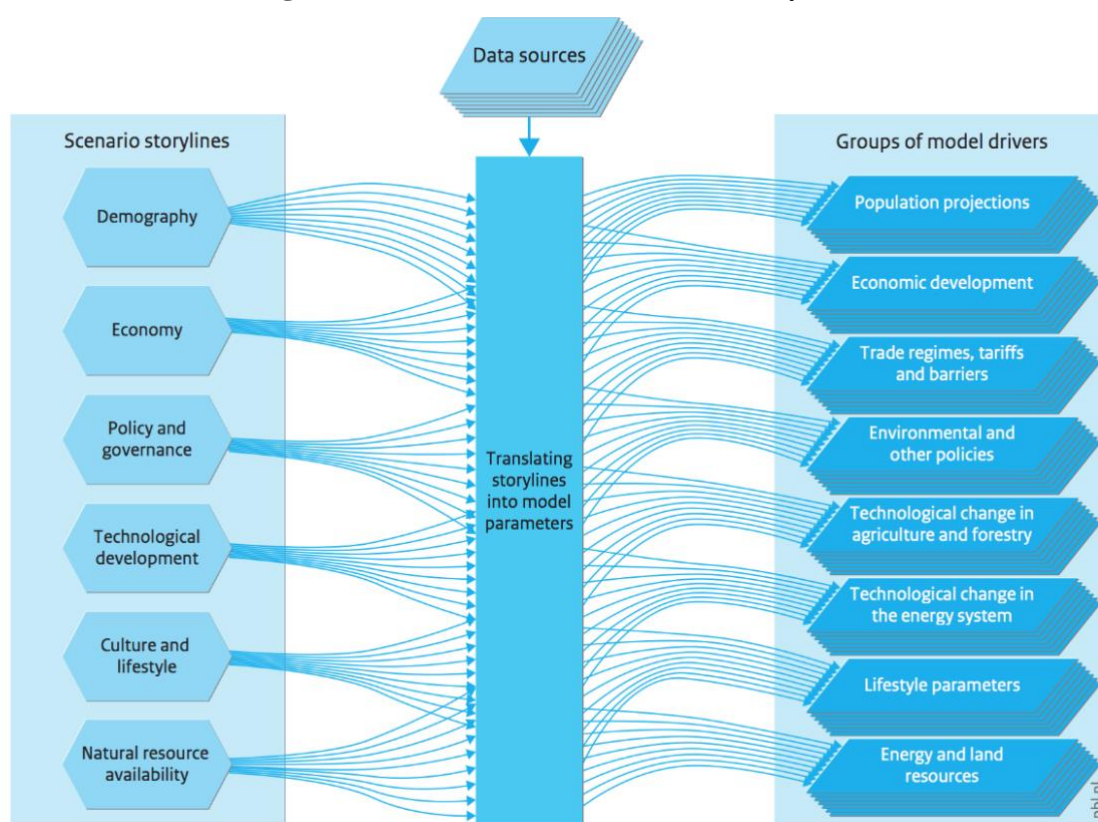 Data sources
Scenario storylines
Demography
Economy
Policy and
governance
Technological
development
Culture and
lifestyle
Natural resource
availability
Translating
storylines
into model
parameters
Groups of model drivers
Population projections
Economic development
Trade regimes, tariffs
and barriers
Environmental and
other policies
Technological change in
agriculture and forestry
Technological change in
the energy system
Lifestyle parameters
Energy and land
resources
pbl.nl